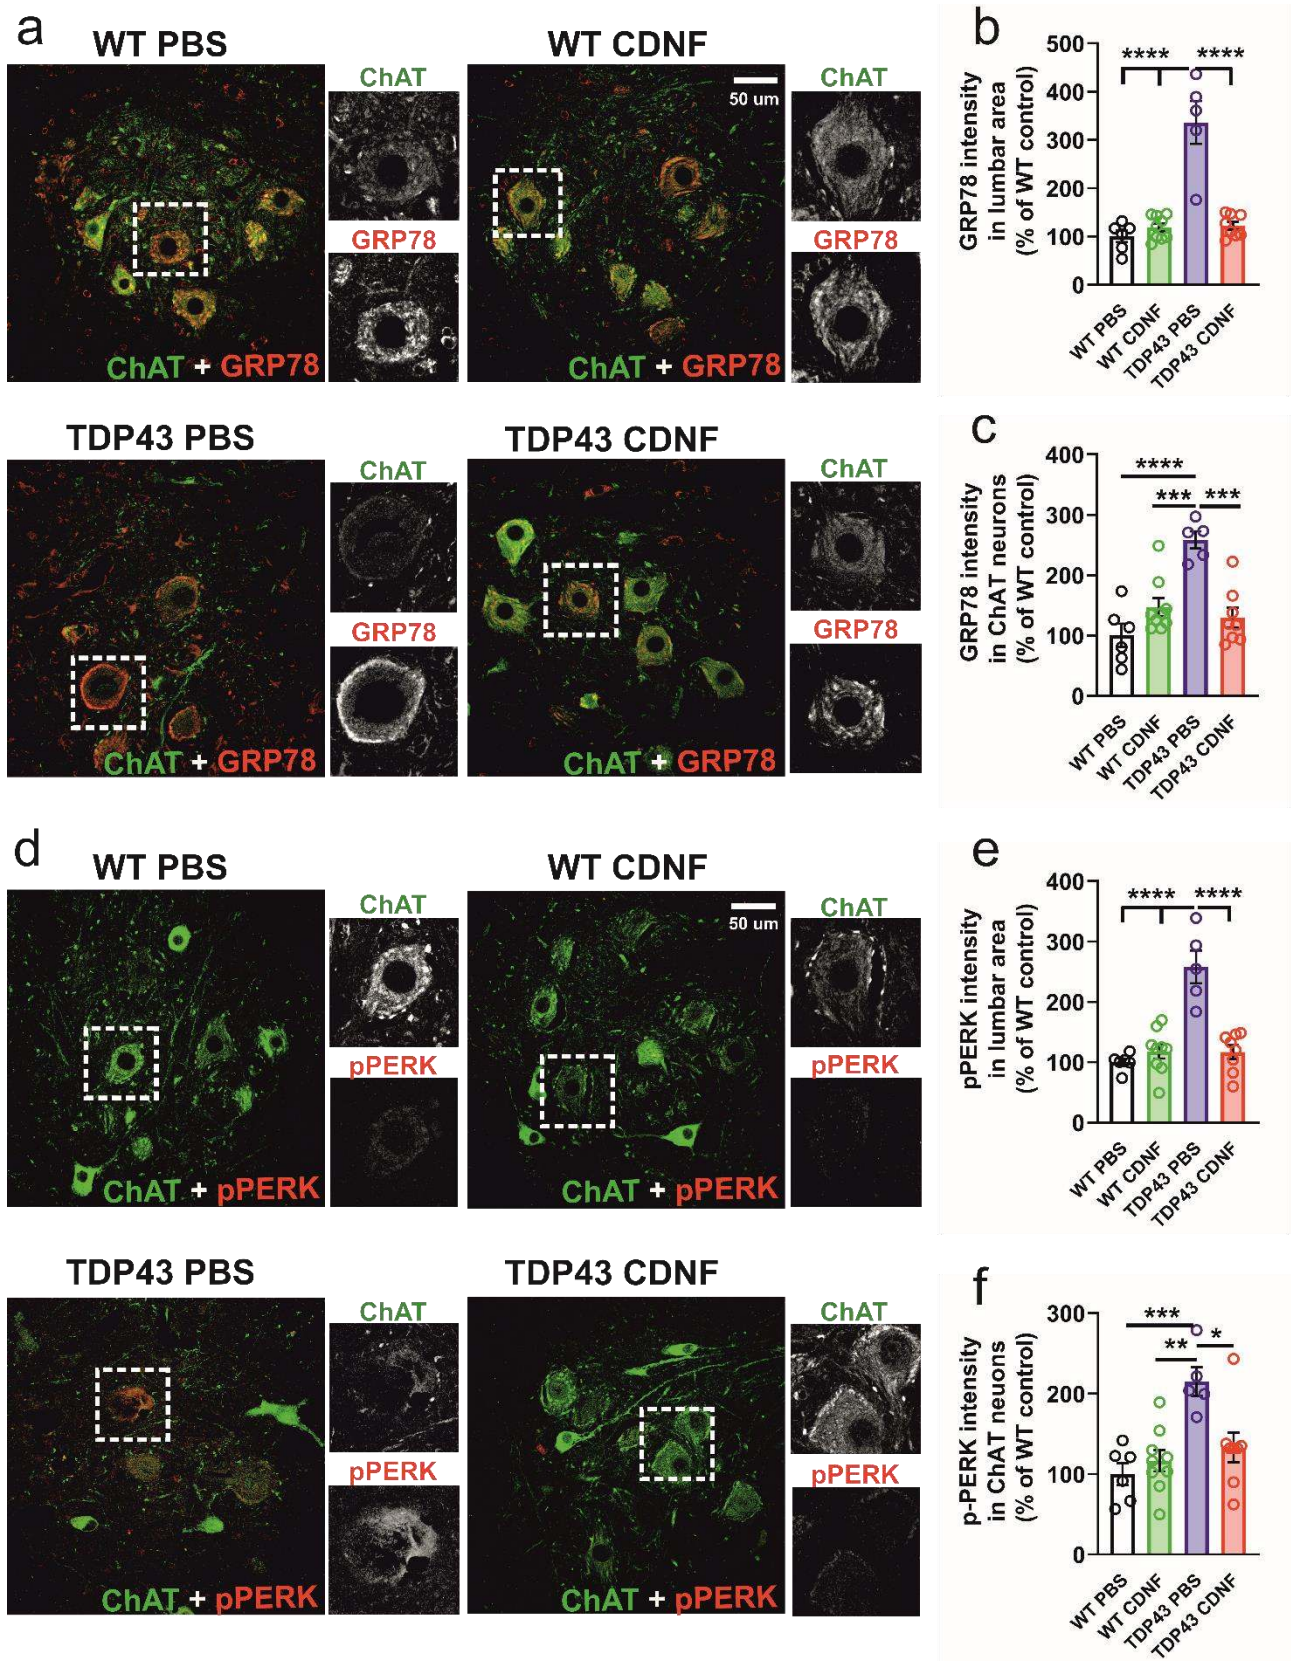 a
WT PBS
WT CDNF
ChAT
GRP78
ChAT + GRP78
50 um
ChAT
GRP78
ChAT + GRP78
TDP43 PBS
TDP43 CDNF
ChAT
GRP78
ChAT + GRP78
ChAT
GRP78
ChAT + GRP78
b
GRP78 intensity
in lumbar area
(% of WT control)
500
400
300
200
100
0
**** ****
WT PBS
WT CDNF
TDP43 PBS
TDP43 CDNF
c
GRP78 intensity
in ChAT neurons
(% of WT control)
400
300
200
100
0
****
*** ***
WT PBS
WT CDNF
TDP43 PBS
TDP43 CDNF
d
WT PBS
WT CDNF
ChAT
pPERK
ChAT + pPERK
50 um
ChAT
pPERK
ChAT + pPERK
TDP43 PBS
TDP43 CDNF
ChAT
pPERK
ChAT + pPERK
ChAT
pPERK
ChAT + pPERK
e
pPERK intensity
in lumbar area
(% of WT control)
400
300
200
100
0
**** ****
WT PBS
WT CDNF
TDP43 PBS
TDP43 CDNF
f
p-PERK intensity
in ChAT neuons
(% of WT control)
300
200
100
0
***
** *
WT PBS
WT CDNF
TDP43 PBS
TDP43 CDNF